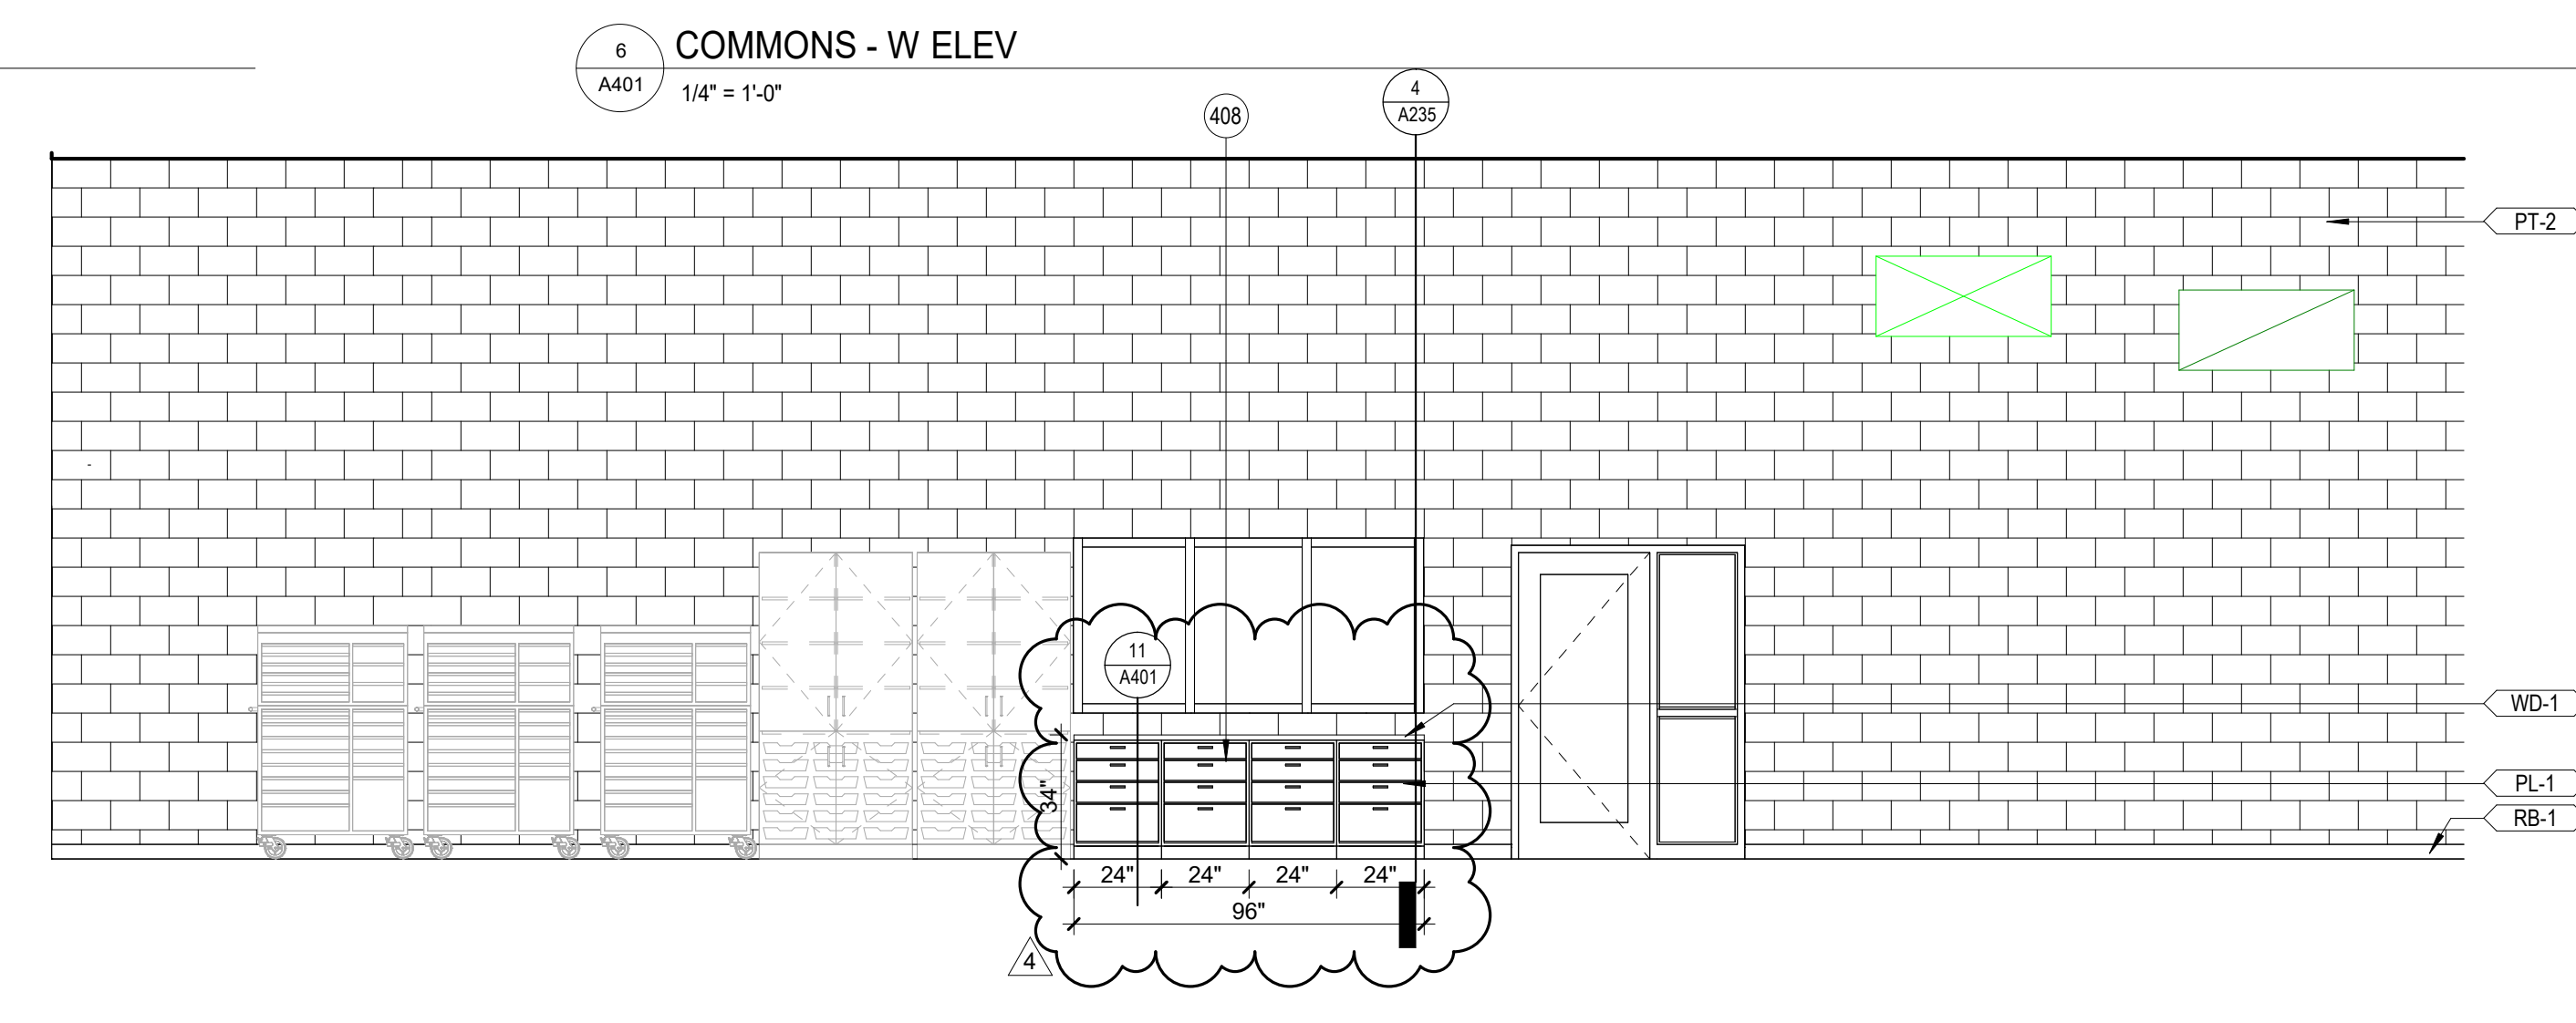 6
A401
COMMONS - W ELEV
1/4" = 1'-0"
408
4
A235
PT-2
11
A401
WD-1
PL-1
RB-1
34"
24" 24" 24" 24"
96"
4